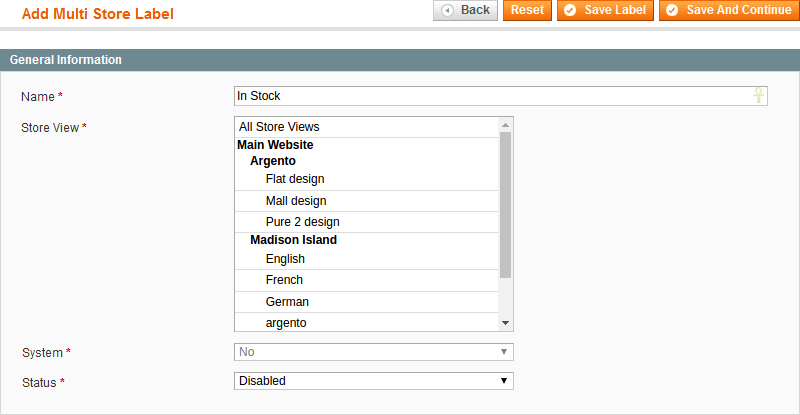 Add Multi Store Label
Back Reset Save Label Save And Continue
General Information
Name * In Stock
Store View *
All Store Views
Main Website
Argento
Flat design
Mall design
Pure 2 design
Madison Island
English
French
German
argento
System * No
Status * Disabled